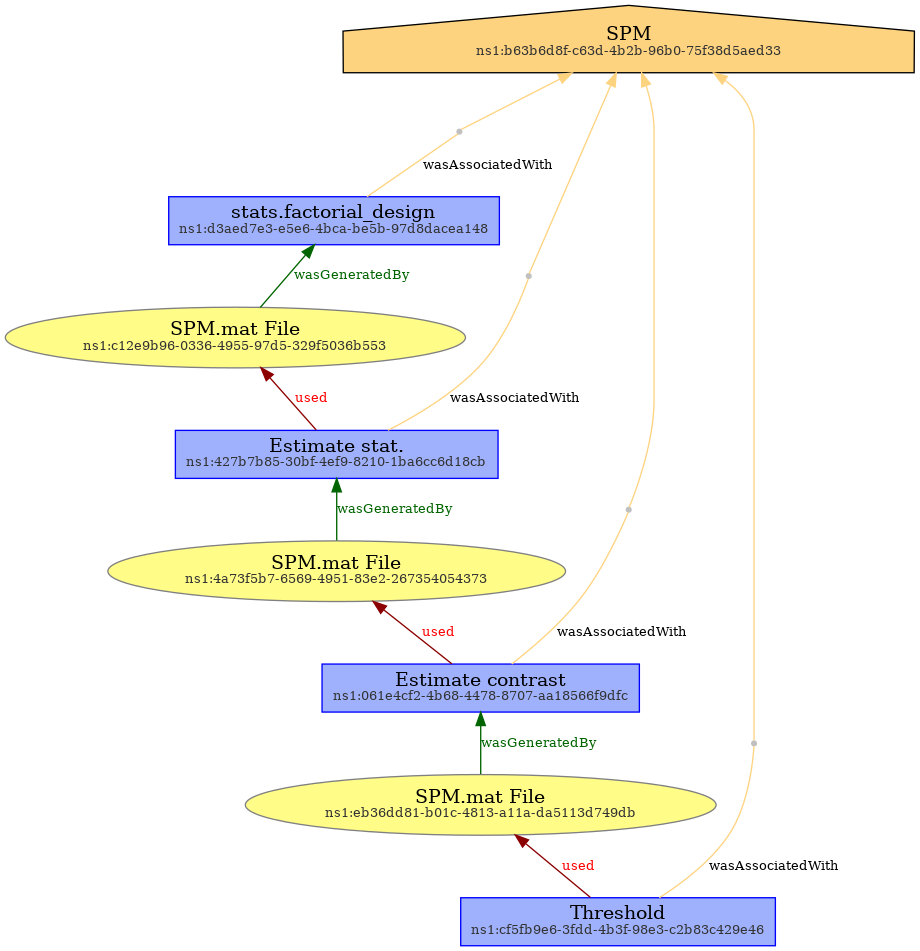 SPM
ns1:b63b6d8f-c63d-4b2b-96b0-75f38d5aed33
wasAssociatedWith
stats.factorial_design
ns1:d3aed7e3-e5e6-4bca-be5b-97d8dacea148
wasGeneratedBy
SPM.mat File
ns1:c12e9b96-0336-4955-97d5-329f5036b553
used
wasAssociatedWith
Estimate stat.
ns1:427b7b85-30bf-4ef9-8210-1ba6cc6d18cb
wasGeneratedBy
SPM.mat File
ns1:4a73f5b7-6569-4951-83e2-267354054373
used
wasAssociatedWith
Estimate contrast
ns1:061e4cf2-4b68-4478-8707-aa18566f9dfc
wasGeneratedBy
SPM.mat File
ns1:eb36dd81-b01c-4813-a11a-da5113d749db
used
wasAssociatedWith
Threshold
ns1:cf5fb9e6-3fdd-4b3f-98e3-c2b83c429e46